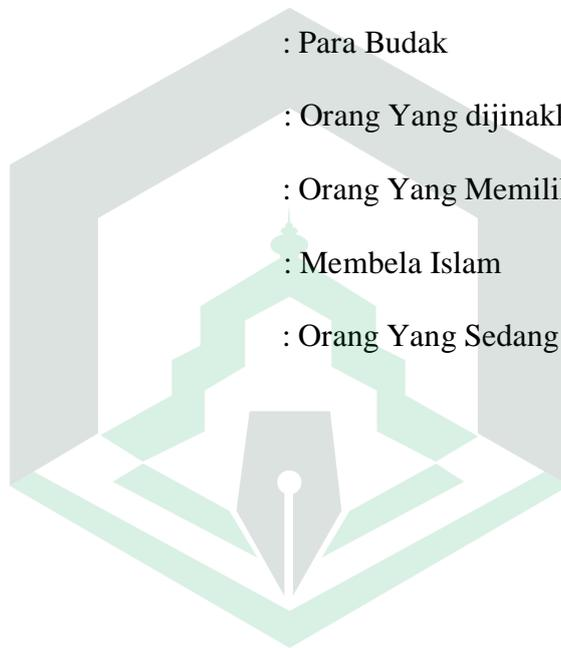 : Para Budak
: Orang Yang
: Orang Yang
: Membela Islam
: Orang Yang Sedang